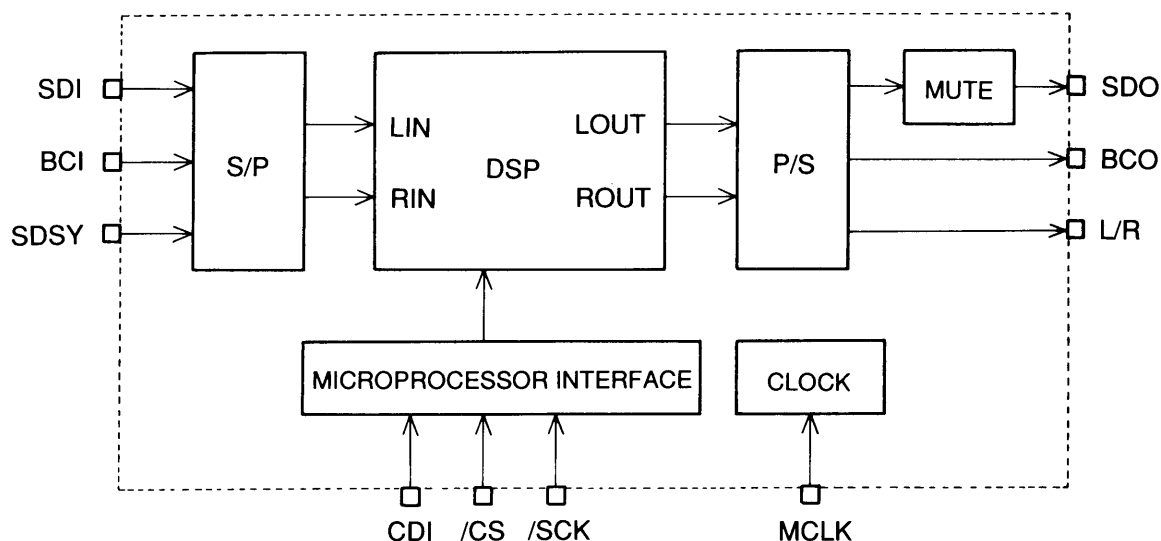 SDI
BCI
SDSY
S/P
LIN
RIN
DSP
LOUT
ROUT
P/S
MUTE
SDO
BCO
L/R
MICROPROCESSOR INTERFACE
CLOCK
CDI
/CS
/SCK
MCLK